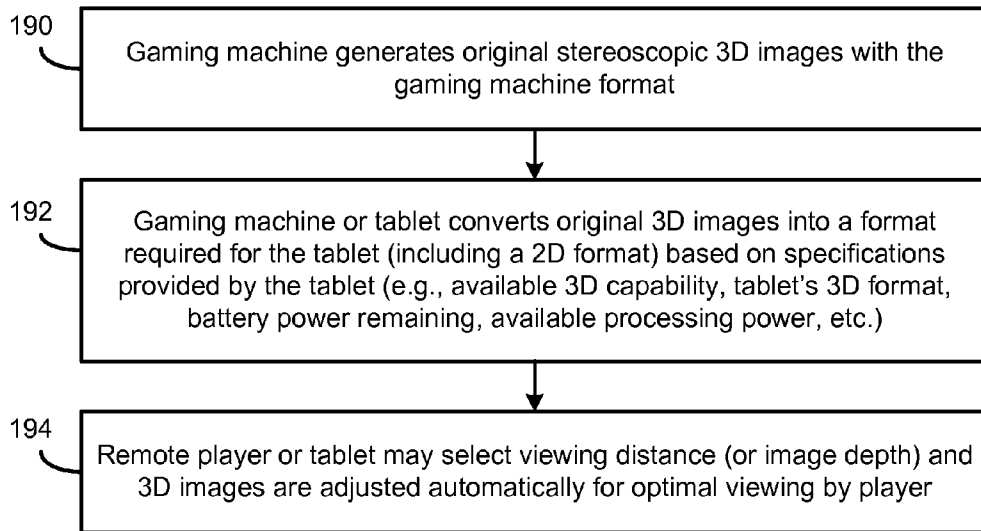 190
Gaming machine generates original stereoscopic 3D images with the
gaming machine format
192
Gaming machine or tablet converts original 3D images into a format
required for the tablet (including a 2D format) based on specifications
provided by the tablet (e.g., available 3D capability, tablet's 3D format,
battery power remaining, available processing power, etc.)
194
Remote player or tablet may select viewing distance (or image depth) and
3D images are adjusted automatically for optimal viewing by player